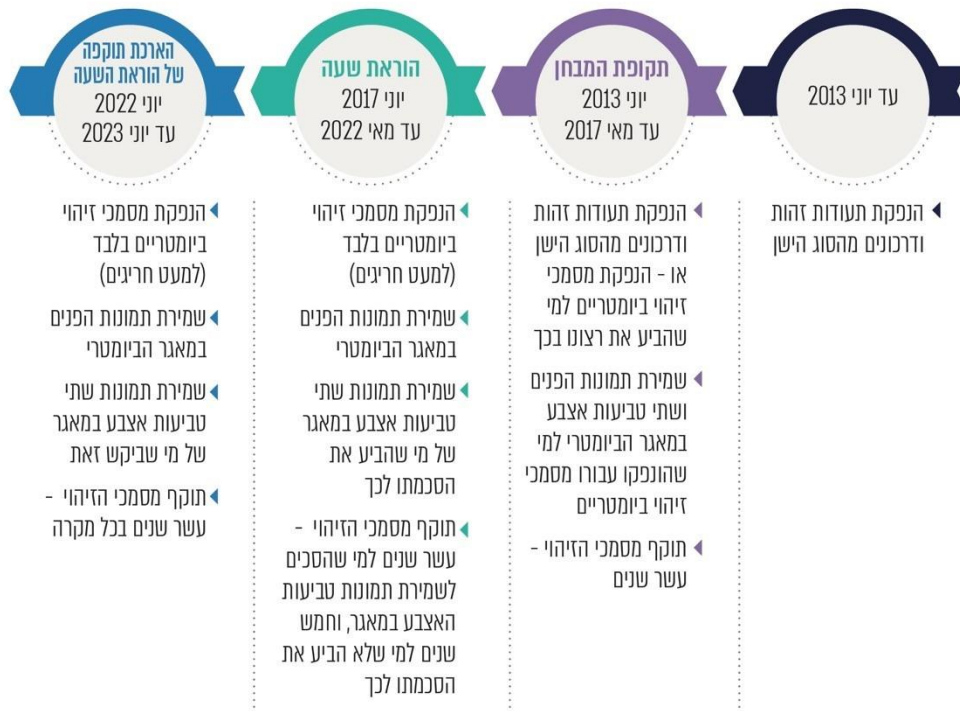 עד יוני 2013
◀ הנפקת תעודות זהות
ודרכונים מהסוג הישן
תקופת המבחן
יוני 2013
עד מאי 2017
◀ הנפקת תעודות זהות
ודרכונים מהסוג הישן
או - הנפקת מסמכי
זיהוי ביומטריים למי
שהביע את רצונו בכך
◀ שמירת תמונות הפנים
ושתי טביעות אצבע
במאגר הביומטרי למי
שהונפקו עבורו מסמכי
זיהוי ביומטריים
◀ תוקף מסמכי הזיהוי -
עשר שנים
הוראת שעה
יוני 2017
עד מאי 2022
◀ הנפקת מסמכי זיהוי
ביומטריים בלבד
(למעט חריגים)
◀ שמירת תמונות הפנים
במאגר הביומטרי
◀ שמירת תמונות שתי
טביעות אצבע במאגר
של מי שהביע את
הסכמתו לכך
◀ תוקף מסמכי הזיהוי -
עשר שנים למי שהסכים
לשמירת תמונות טביעות
האצבע במאגר, וחמש
שנים למי שלא הביע את
הסכמתו לכך
הארכת תוקפה
של הוראת השעה
יוני 2022
עד יוני 2023
◀ הנפקת מסמכי זיהוי
ביומטריים בלבד
(למעט חריגים)
◀ שמירת תמונות הפנים
במאגר הביומטרי
◀ שמירת תמונות שתי
טביעות אצבע במאגר
של מי שביקש זאת
◀ תוקף מסמכי הזיהוי -
עשר שנים בכל מקרה